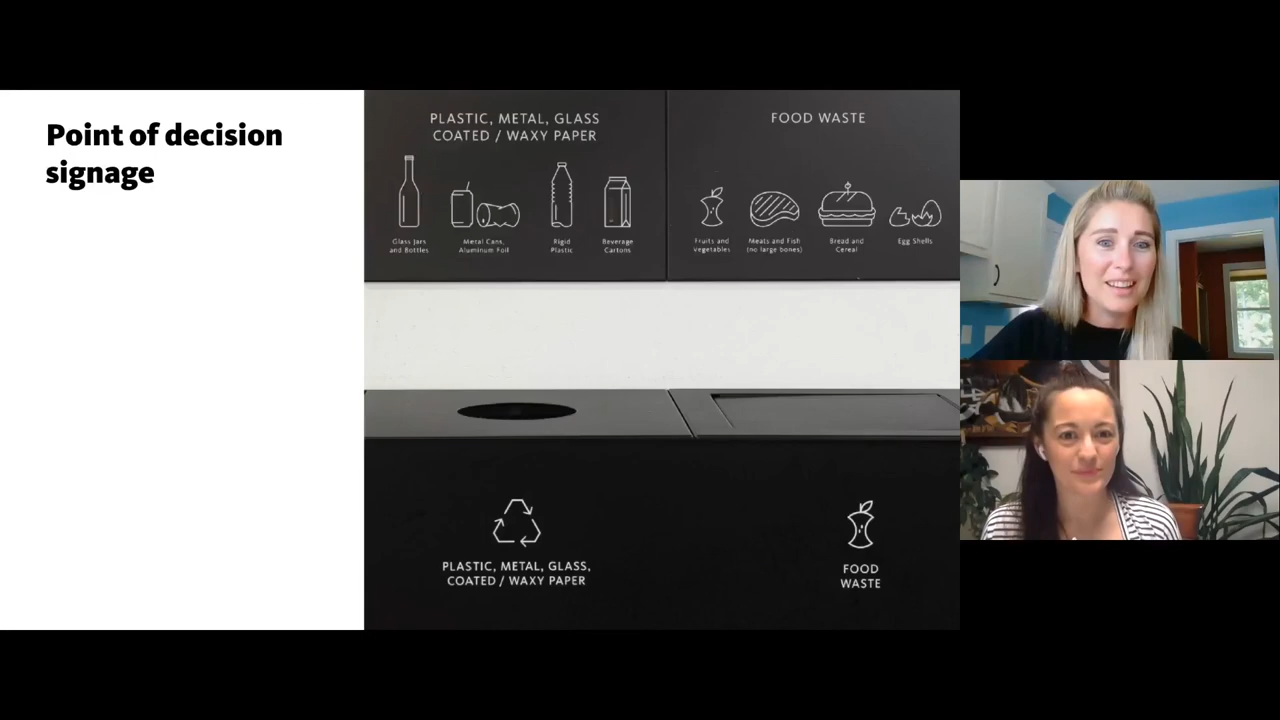 Point of decision
signage
PLASTIC, METAL, GLASS
COATED / WAXY PAPER
Glass Jars
and Bottles
Metal Cans,
Aluminum Foil
Rigid
Plastic
Beverage
Cartons
FOOD WASTE
Fruits and
vegetables
Meats and Fish
(no large bones)
Bread and
Cereal
Egg Shells
PLASTIC, METAL, GLASS,
COATED / WAXY PAPER
FOOD
WASTE